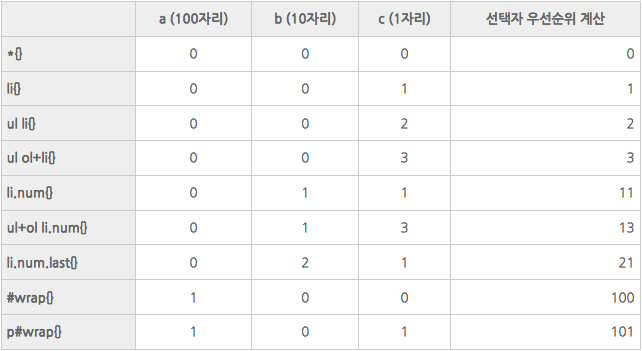 a (100자리) b (10자리) c (1자리) 선택자 우선순위 계산
*{} 0 0 0 0
li{} 0 0 1 1
ul li{} 0 0 2 2
ul ol+li{} 0 0 3 3
li.num{} 0 1 1 11
ul+ol li.num{} 0 1 3 13
li.num.last{} 0 2 1 21
#wrap{} 1 0 0 100
p#wrap{} 1 0 1 101